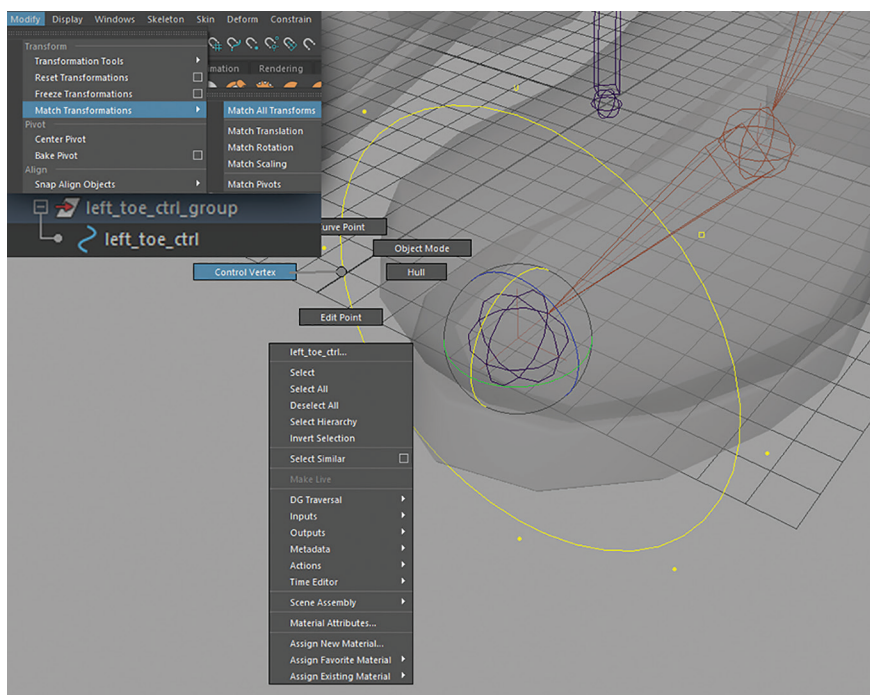 Modify Display Windows Skeleton Skin Deform Constrain
Transform
Transformation Tools
Reset Transformations
Freeze Transformations
Match Transformations
Pivot
Center Pivot
Bake Pivot
Align
Snap Align Objects
Rendering
Match All Transforms
Match Translation
Match Rotation
Match Scaling
Match Pivots
left_toe_ctrl_group
left_toe_ctrl
Point
Object Mode
Control Vertex
Hull
Edit Point
left_toe_ctrl...
Select
Select All
Deselect All
Select Hierarchy
Invert Selection
Select Similar
Make Live
DG Traversal
Inputs
Outputs
Metadata
Actions
Time Editor
Scene Assembly
Material Attributes...
Assign New Material...
Assign Favorite Material
Assign Existing Material